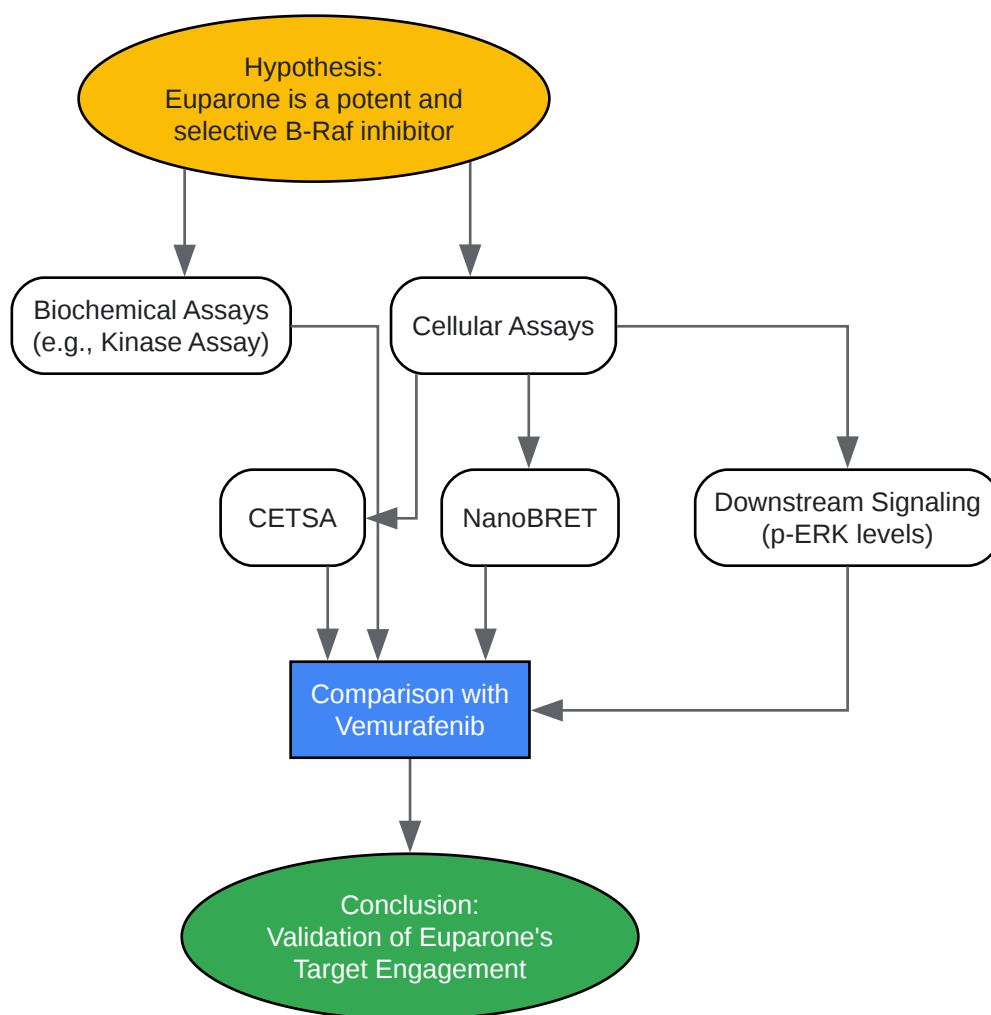 Hypothesis:
Euparone is a potent and
selective B-Raf inhibitor
Biochemical Assays
(e.g., Kinase Assay)
Cellular Assays
CETSA
NanoBRET
Downstream Signaling
(p-ERK levels)
Comparison with
Vemurafenib
Conclusion:
Validation of Euparone's
Target Engagement